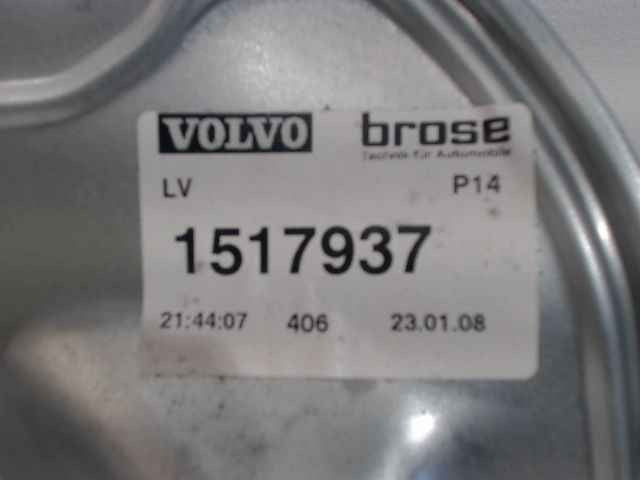 VOLVO brose
Technik für Automobile
LV P14
1517937
21:44:07 406 23.01.08